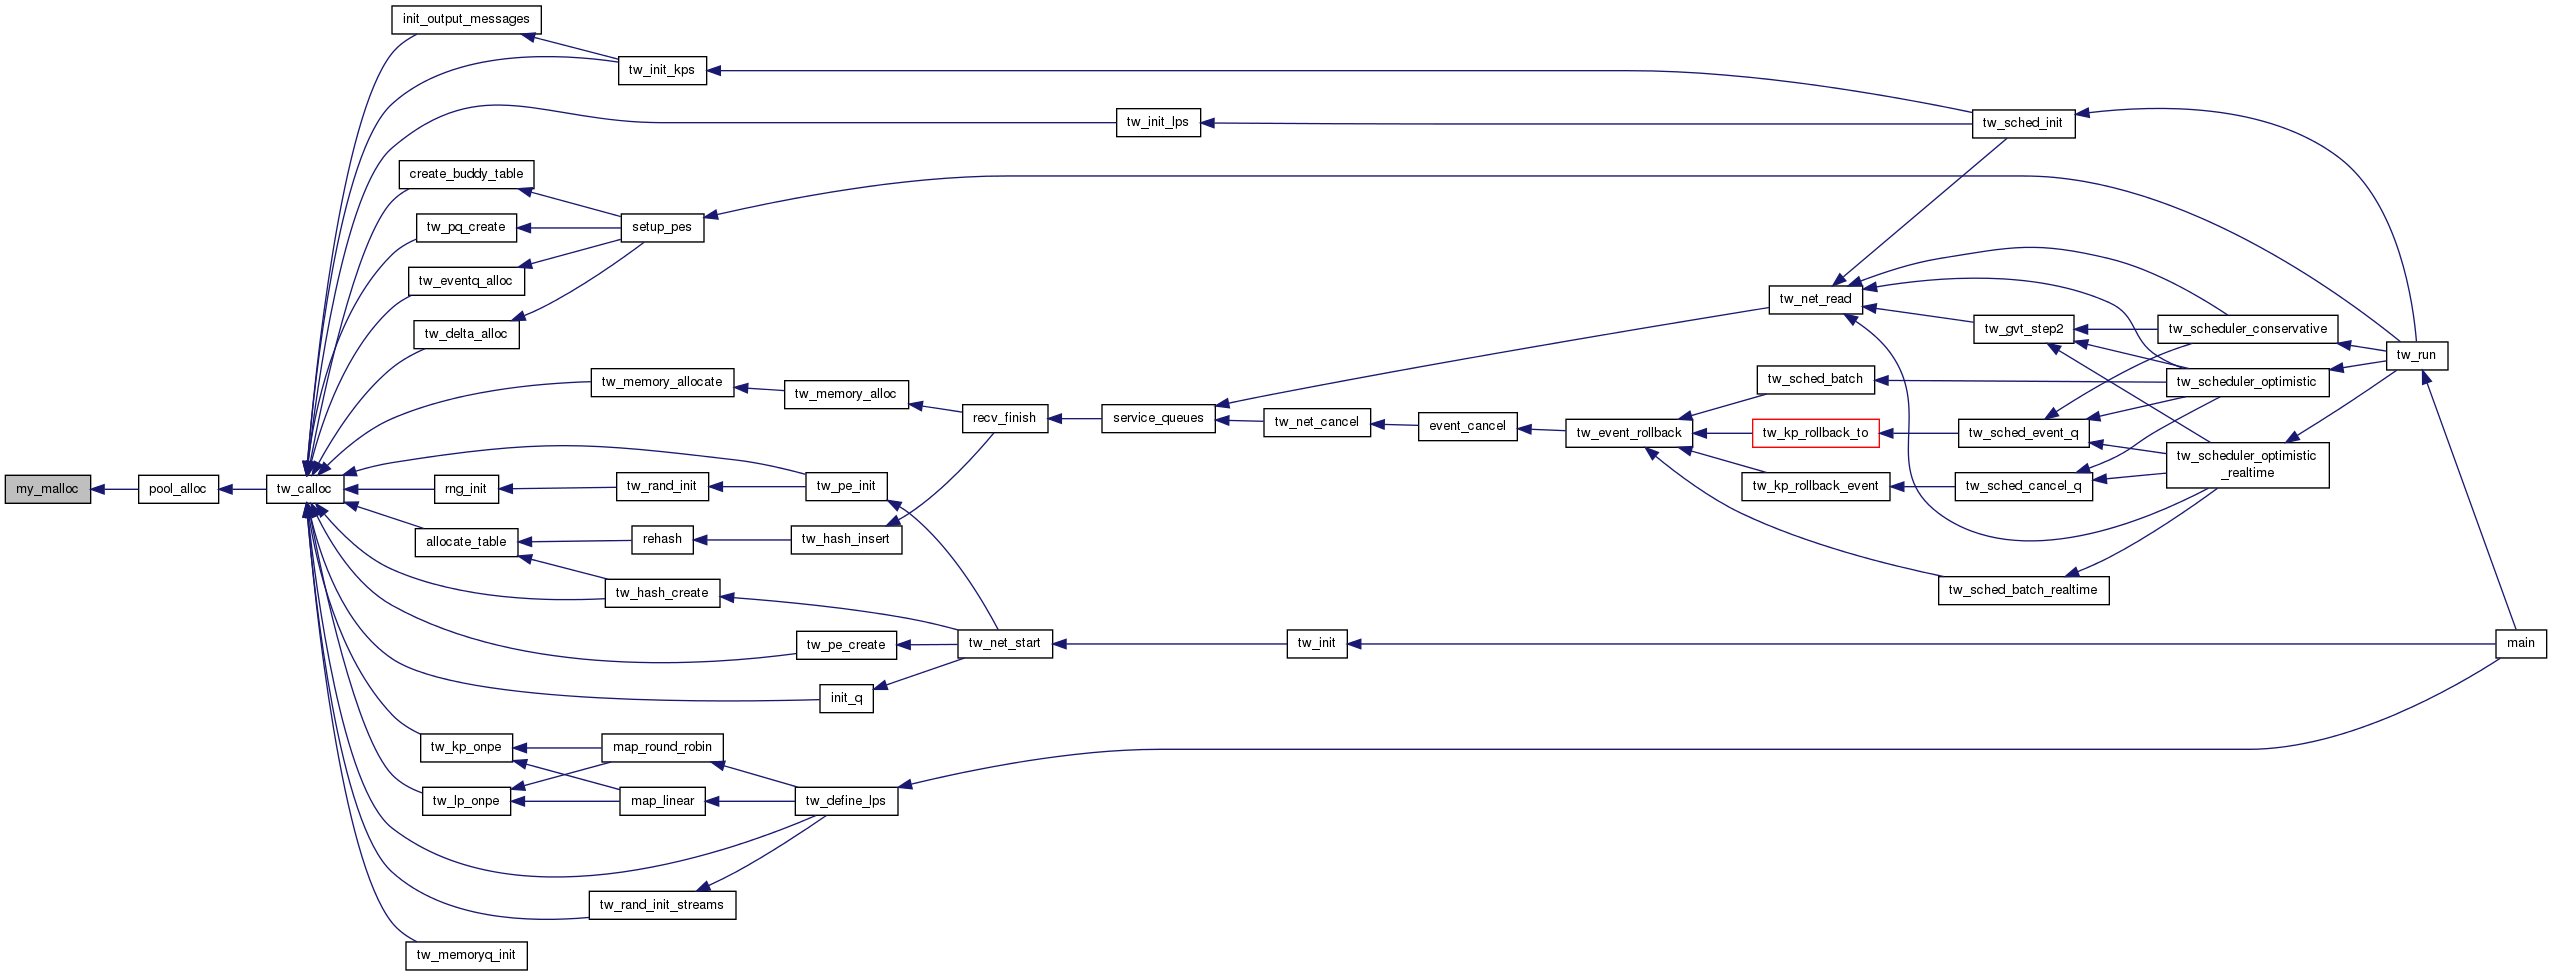 init_output_messages
tw_init_kps
tw_init_lps
tw_sched_init
create_buddy_table
tw_pq_create
setup_pes
tw_eventq_alloc
tw_net_read
tw_delta_alloc
tw_gvt_step2
tw_scheduler_conservative
tw_run
tw_memory_allocate
tw_memory_alloc
tw_sched_batch
tw_scheduler_optimistic
recv_finish
service_queues
tw_net_cancel
event_cancel
tw_event_rollback
tw_kp_rollback_to
tw_sched_event_q
my_malloc
pool_alloc
tw_calloc
rng_init
tw_rand_init
tw_pe_init
tw_kp_rollback_event
tw_sched_cancel_q
tw_scheduler_optimistic
_realtime
allocate_table
rehash
tw_hash_insert
tw_hash_create
tw_sched_batch_realtime
tw_pe_create
tw_net_start
tw_init
main
init_q
tw_kp_onpe
map_round_robin
tw_lp_onpe
map_linear
tw_define_lps
tw_rand_init_streams
tw_memoryq_init